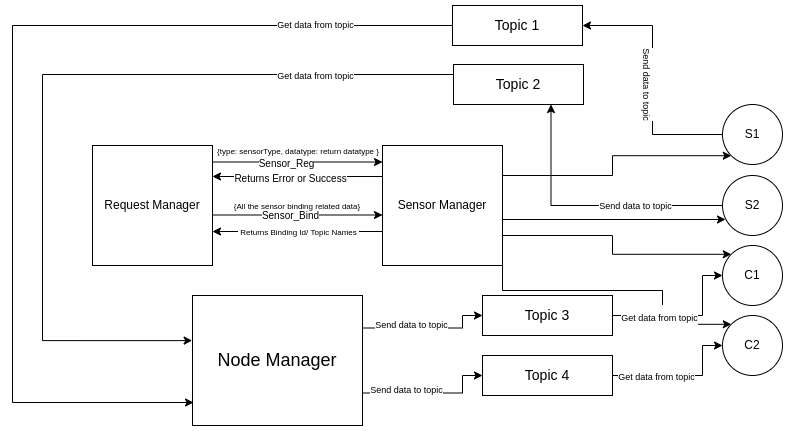 Get data from topic
Topic 1
Get data from topic
Topic 2
Send data to topic
S1
{type: sensorType, datatype: return datatype }
Sensor_Reg
Returns Error or Success
Request Manager
Sensor Manager
{All the sensor binding related data}
Sensor_Bind
Returns Binding Id/ Topic Names
Send data to topic
S2
C1
Node Manager
Send data to topic
Topic 3
Get data from topic
C2
Send data to topic
Topic 4
Get data from topic